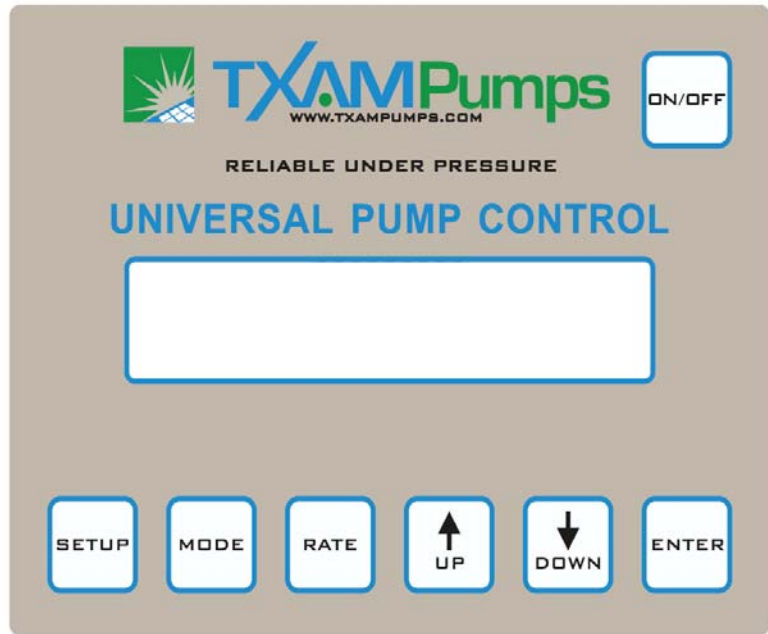 TXAMPumps
WWW.TXAMPUMPS.COM
ON/OFF
RELIABLE UNDER PRESSURE
UNIVERSAL PUMP CONTROL
SETUP
MODE
RATE
UP
DOWN
ENTER